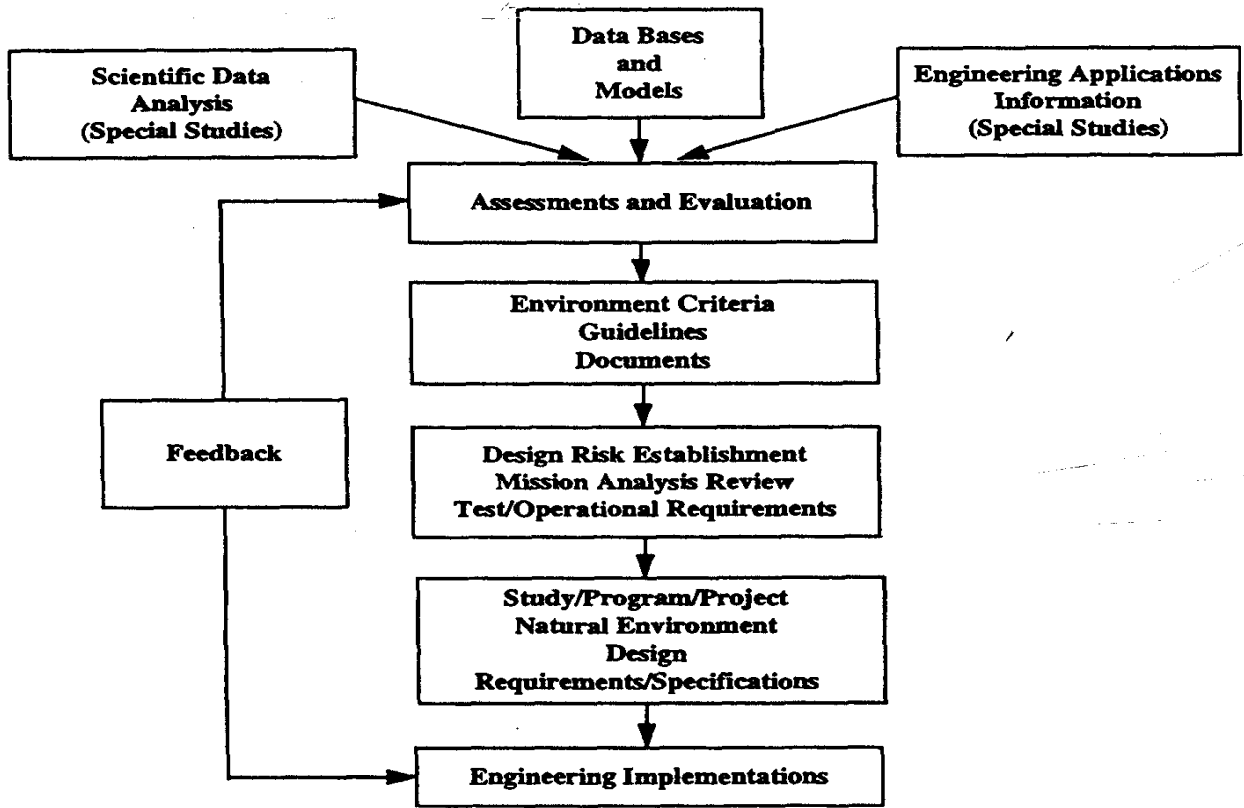 Data Bases
and
Models
Scientific Data
Analysis
(Special Studies)
Engineering Applications
Information
(Special Studies)
Assessments and Evaluation
Environment Criteria
Guidelines
Documents
Feedback
Design Risk Establishment
Mission Analysis Review
Test/Operational Requirements
Study/Program/Project
Natural Environment
Design
Requirements/Specifications
Engineering Implementations